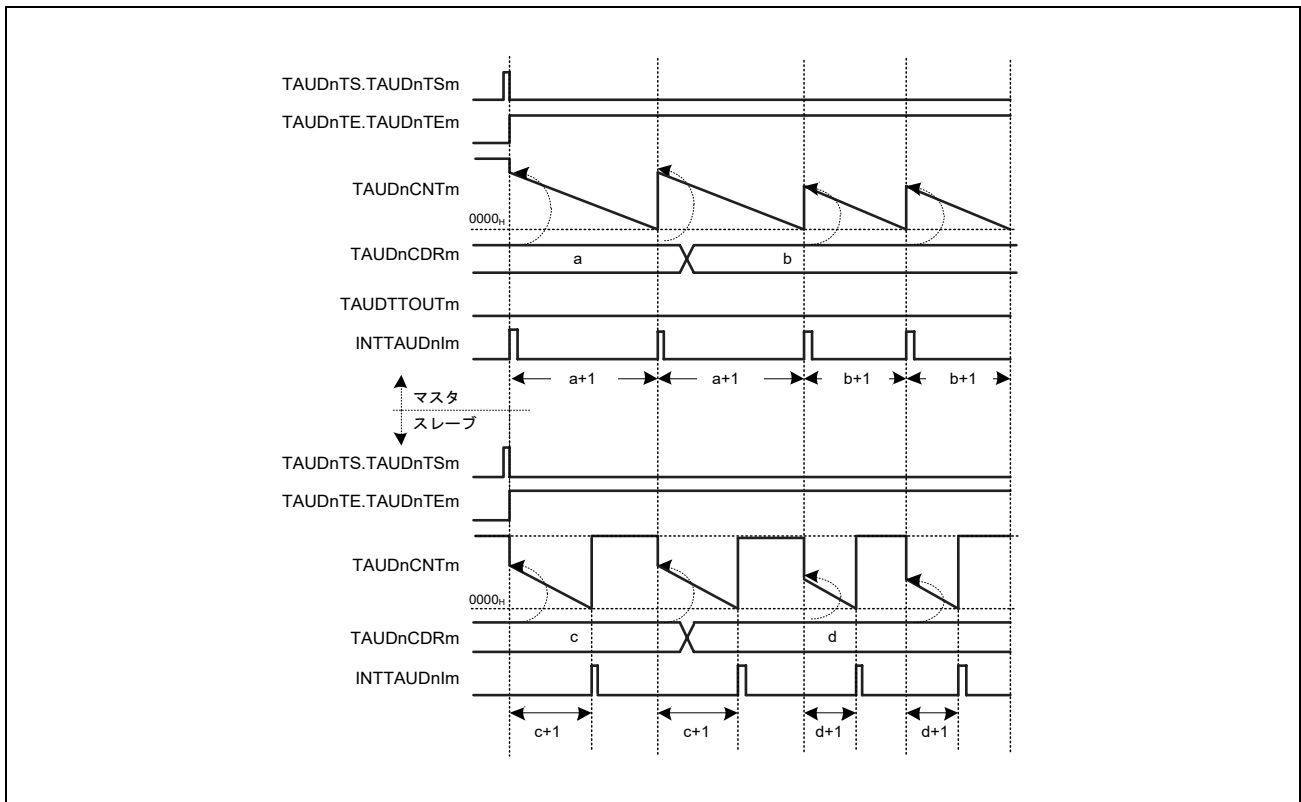 TAUDnTS.TAUDnTSm
TAUDnTE.TAUDnTEm
TAUDnCNTm
0000H
TAUDnCDRm
a
b
TAUDTTOUTm
INTTAUDnIm
a+1
a+1
b+1
b+1
マスタ
スレーブ
TAUDnTS.TAUDnTSm
TAUDnTE.TAUDnTEm
TAUDnCNTm
0000H
TAUDnCDRm
c
d
INTTAUDnIm
c+1
c+1
d+1
d+1